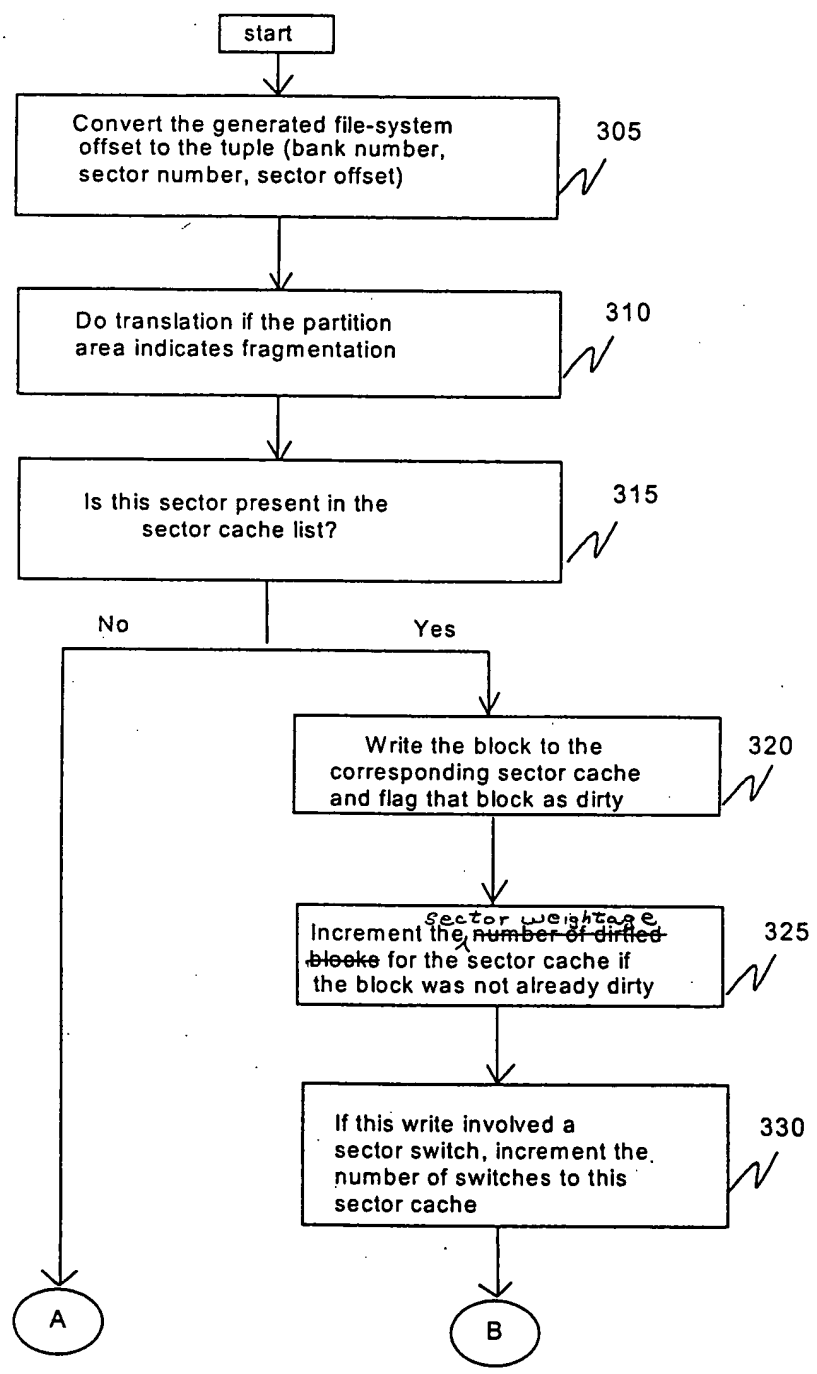 start
Convert the generated file-system
offset to the tuple (bank number,
sector number, sector offset)
305
Do translation if the partition
area indicates fragmentation
310
Is this sector present in the
sector cache list?
315
No
Yes
Write the block to the
corresponding sector cache
and flag that block as dirty
320
sector weightage
Increment the number of dirtied
blocks for the sector cache if
the block was not already dirty
325
If this write involved a
sector switch, increment the
number of switches to this
sector cache
330
A
B